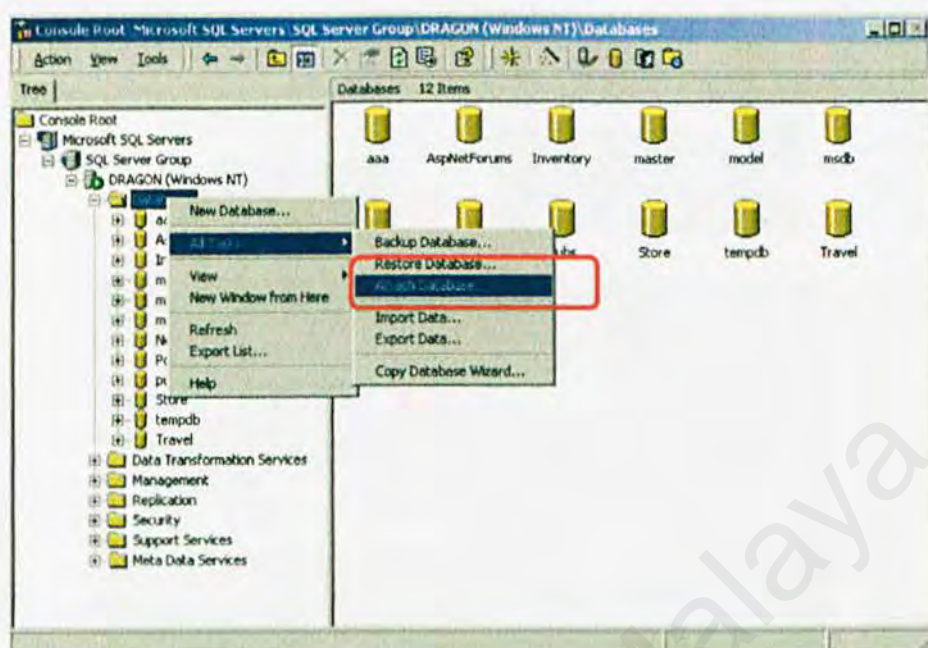 Console Root\Microsoft SQL Servers\SQL Server Group\DRAGON (Windows NT)\Databases
Action View Tools
Tree
Databases 12 Items
Console Root
Microsoft SQL Servers
SQL Server Group
DRAGON (Windows NT)
New Database...
All Tasks
View
New Window from Here
Refresh
Export List...
Help
Backup Database...
Restore Database...
Attach Database...
Import Data...
Export Data...
Copy Database Wizard...
Store
tempdb
Travel
Data Transformation Services
Management
Replication
Security
Support Services
Meta Data Services
aaa AspNetForums Inventory master model msdb
Store tempdb Travel
alaya